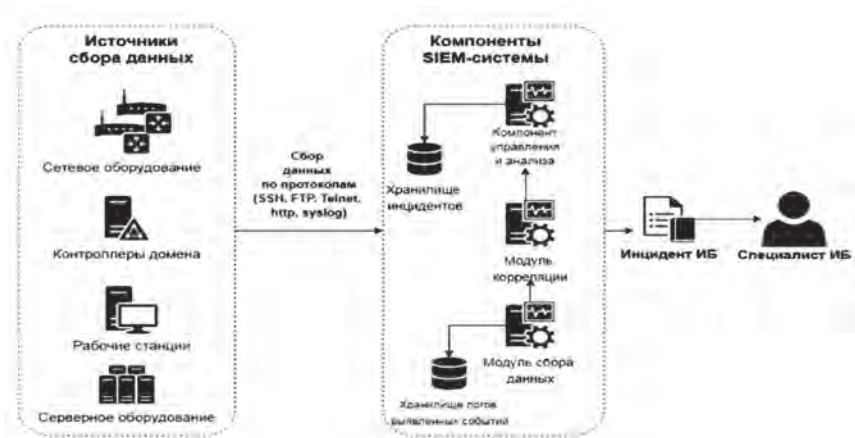 Источники
сбора данных
Сетевое оборудование
Контроллеры домена
Рабочие станции
Серверное оборудование
Сбор
данных
по протоколам
(SSH, FTP, Telnet,
http, syslog)
Компоненты
SIEM-системы
Компонент
управления
и анализа
Хранилище
инцидентов
Модуль
корреляции
Модуль сбора
данных
Хранилище логов
выявленных событий
Инцидент ИБ
Специалист ИБ